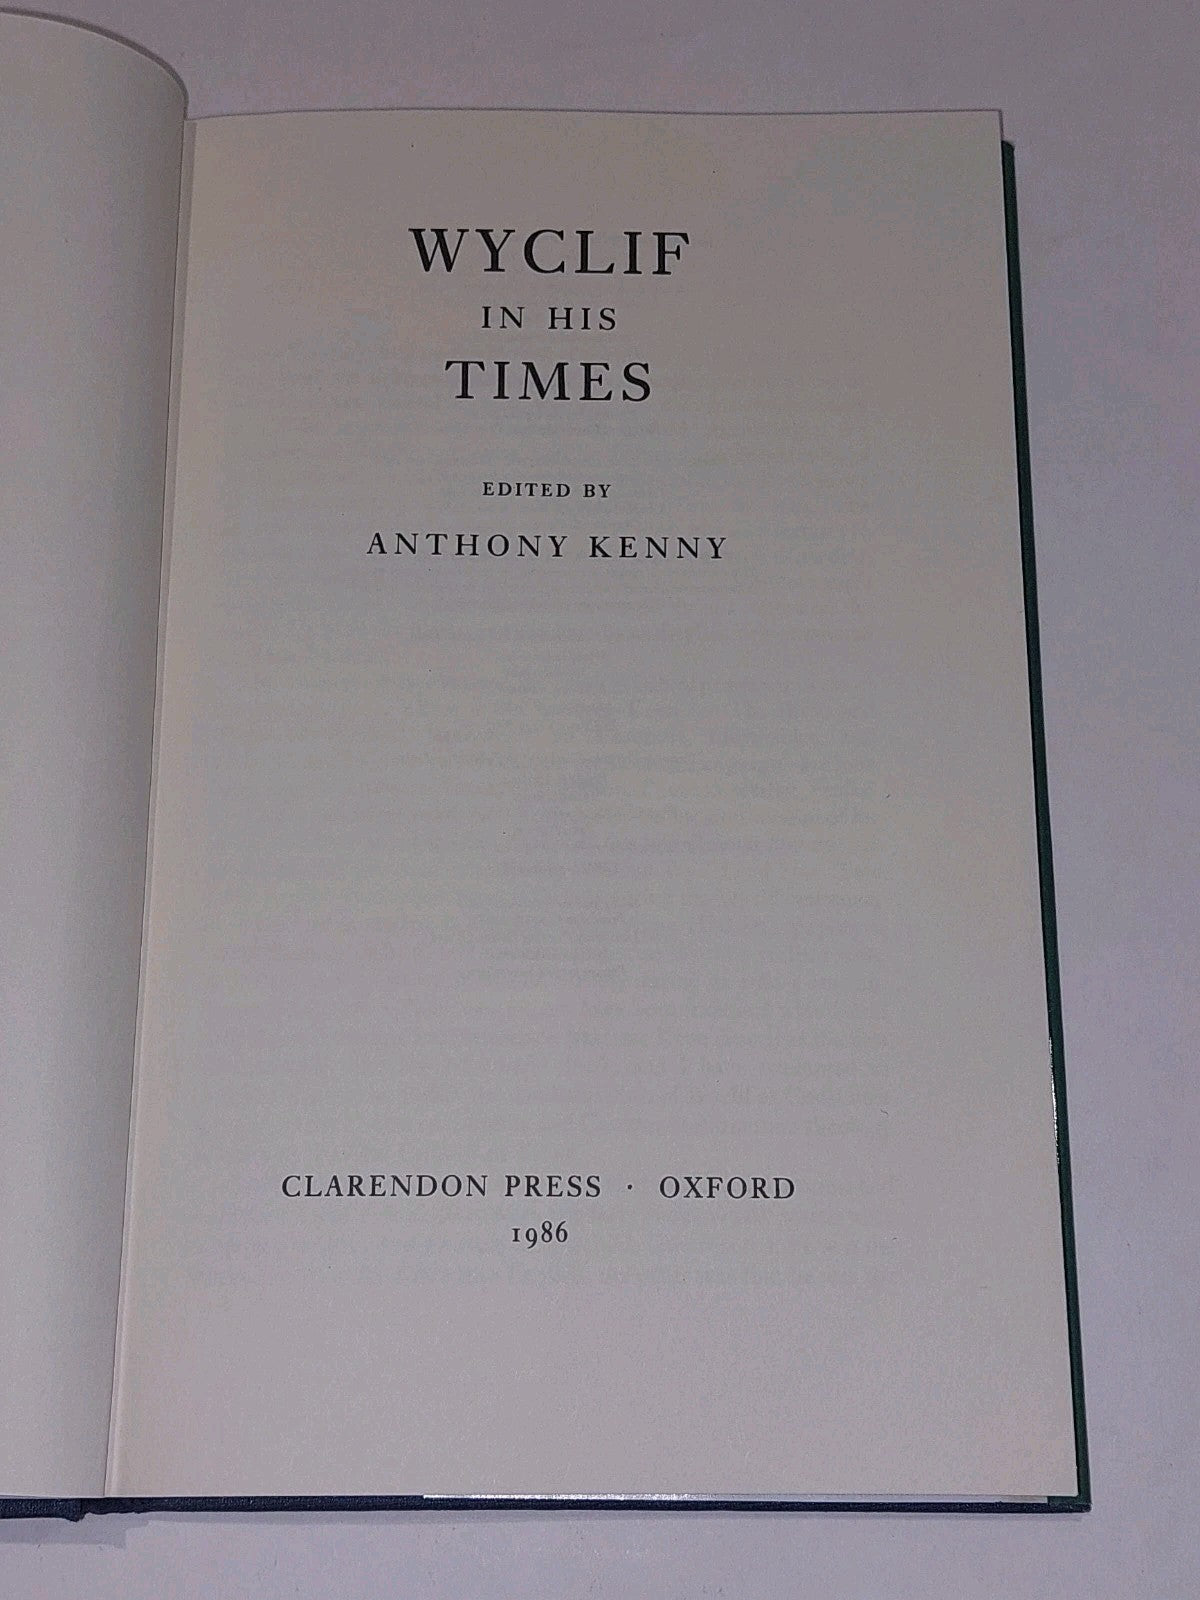 WYCLIF
IN HIS
TIMES
EDITED BY
ANTHONY KENNY
CLARENDON PRESS · OXFORD
1986